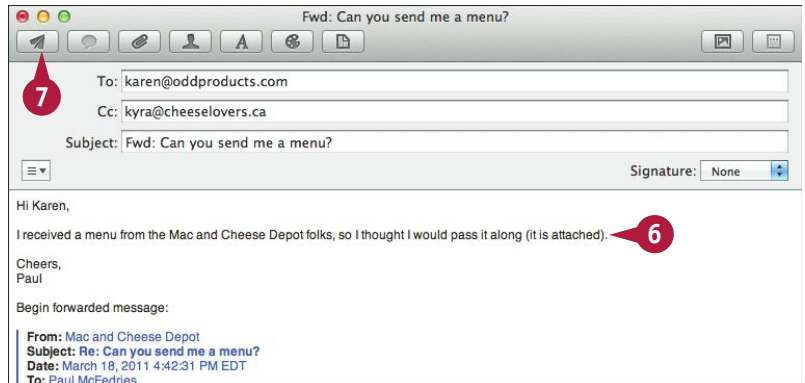 Fwd: Can you send me a menu?
A
7
To: karen@oddproducts.com
Cc: kyra@cheeselovers.ca
Subject: Fwd: Can you send me a menu?
Signature: None
Hi Karen,
I received a menu from the Mac and Cheese Depot folks, so I thought I would pass it along (it is attached). 6
Cheers,
Paul
Begin forwarded message:
From: Mac and Cheese Depot
Subject: Re: Can you send me a menu?
Date: March 18, 2011 4:42:31 PM EDT
To: Paul McFedries